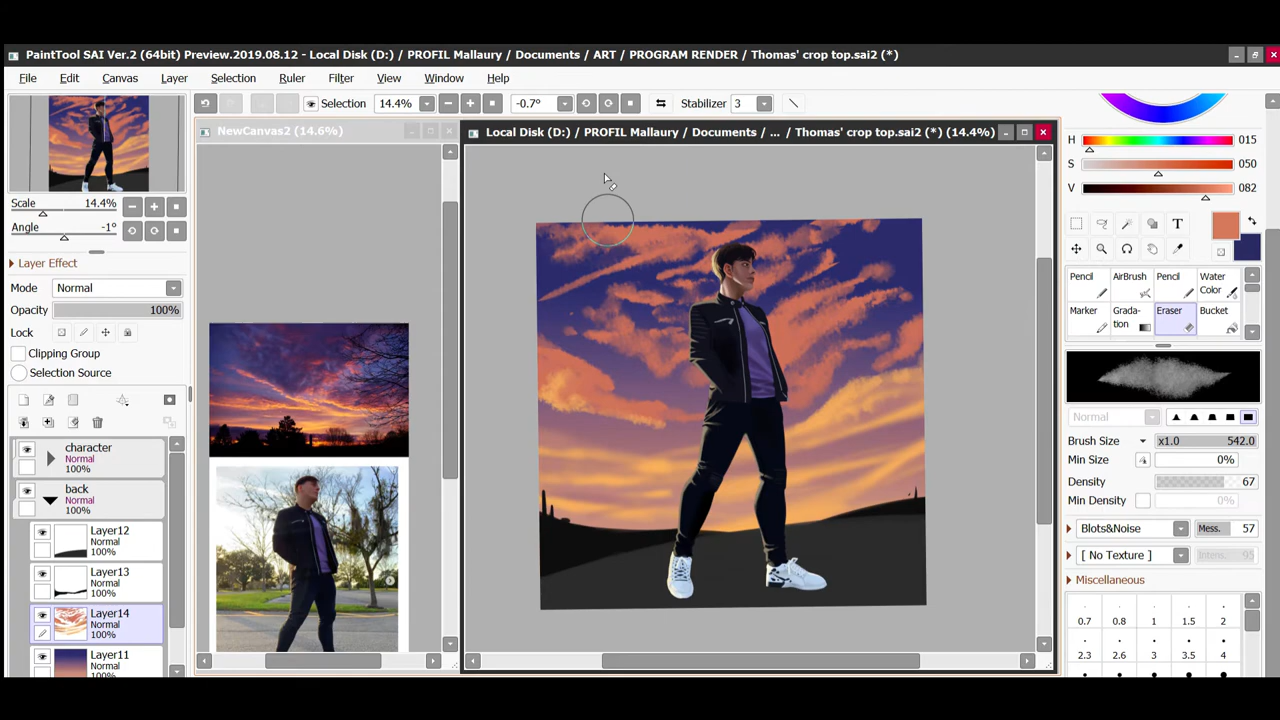 PaintTool SAI Ver.2 (64bit) Preview.2019.08.12 - Local Disk (D:) / PROFIL Mallaury / Documents / ART / PROGRAM RENDER / Thomas' crop top.sai2 (*)
File Edit Canvas Layer Selection Ruler Filter View Window Help
Selection 14.4% -0.7° Stabilizer 3
NewCanvas2 (14.6%)
Local Disk (D:) / PROFIL Mallaury / Documents / ... / Thomas' crop top.sai2 (*) (14.4%)
Scale 14.4%
Angle -1°
Layer Effect
Mode Normal
Opacity 100%
Lock
Clipping Group
Selection Source
character
Normal
100%
back
Normal
100%
Layer12
Normal
100%
Layer13
Normal
100%
Layer14
Normal
100%
Layer11
Normal
100%
H 015
S 050
V 082
T
Pencil AirBrush Pencil Water Color
Marker Grada-tion Eraser Bucket
Normal
Brush Size x1.0 542.0
Min Size 0%
Density 67
Min Density 0%
Blots&Noise Mess. 57
[ No Texture ] Intens. 95
Miscellaneous
0.7 0.8 1 1.5 2
2.3 2.6 3 3.5 4